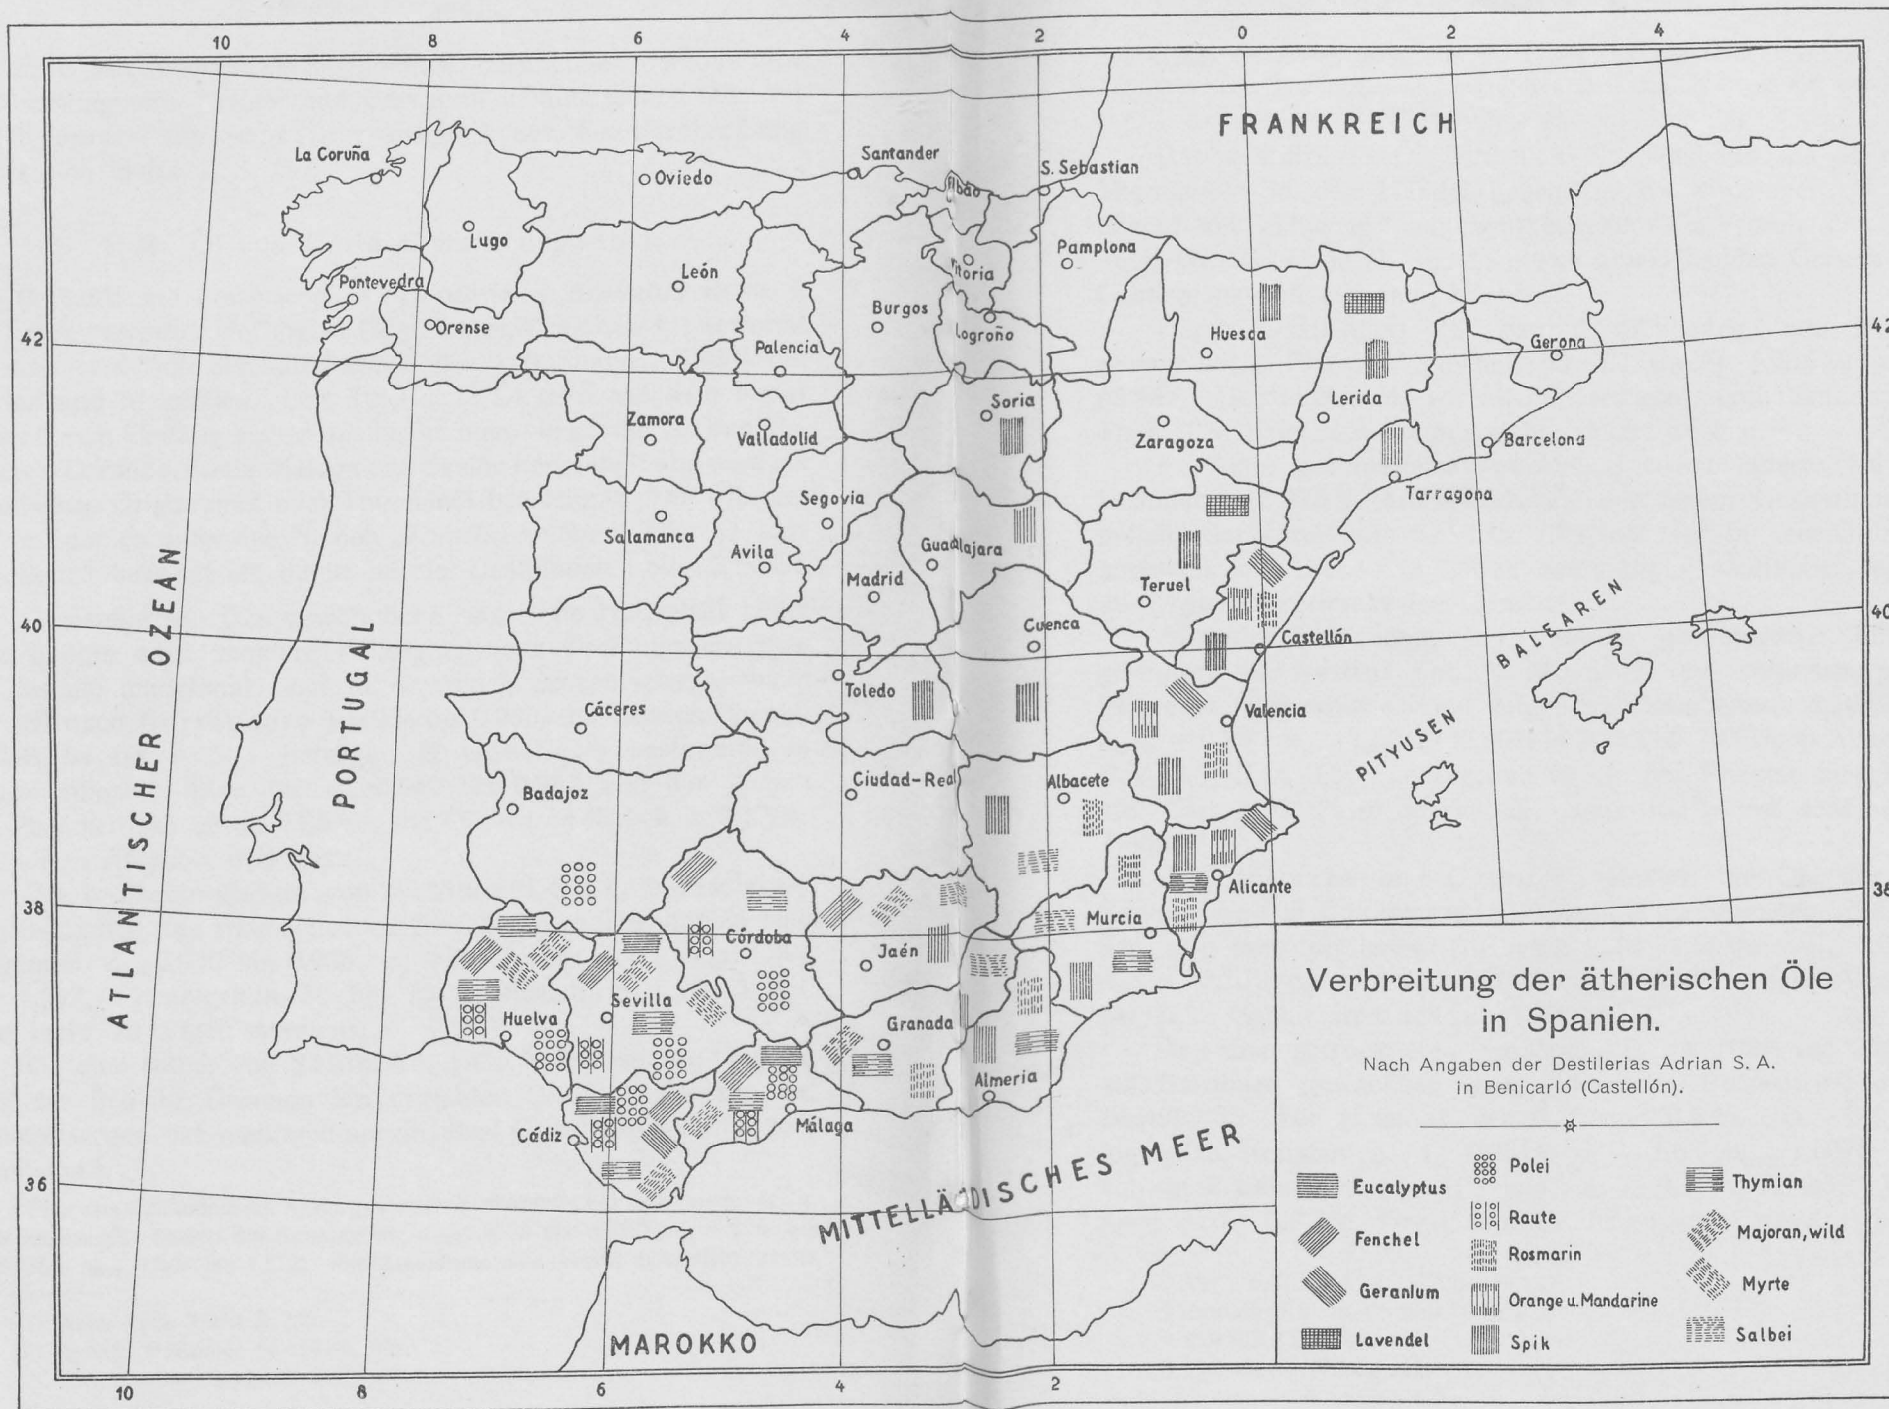 10 8 6 4 2 0 2 4
FRANKREICH
La Coruña
Santander
S. Sebastian
Oviedo
Lugo
Pamplona
León
Pontevedra
Burgos
Orense
Logroño
Huesca
Gerona
42 42
Palencia
Soria
Lerida
Zamora
Valladolid
Zaragoza
Barcelona
Segovia
Tarragona
Salamanca
Avila
Guadalajara
Madrid
Teruel
40 40
Cuenca
Castellón
BALEAREN
ATLANTISCHER OZEAN
PORTUGAL
Toledo
Cáceres
Valencia
PITYUSEN
Badajoz
Ciudad-Real
Albacete
38 38
Alicante
Murcia
Córdoba
Jaén
Sevilla
Huelva
Granada
Almeria
Cádiz
Málaga
36
MITTELLÄNDISCHES MEER
MAROKKO
10 8 6 4 2
Verbreitung der ätherischen Öle
in Spanien.
Nach Angaben der Destilerias Adrian S. A.
in Benicarló (Castellón).
Eucalyptus
Fenchel
Geranium
Lavendel
Polei
Raute
Rosmarin
Orange u. Mandarine
Spik
Thymian
Majoran, wild
Myrte
Salbei